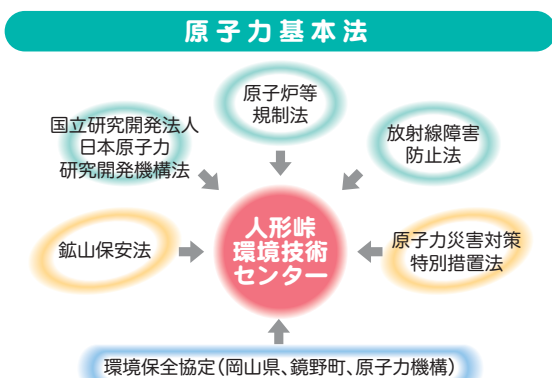 原子力基本法
原子炉等
規制法
国立研究開発法人
日本原子力
研究開発機構法
放射線障害
防止法
人形峠
環境技術
センター
鉱山保安法
原子力災害対策
特別措置法
環境保全協定(岡山県、鏡野町、原子力機構)